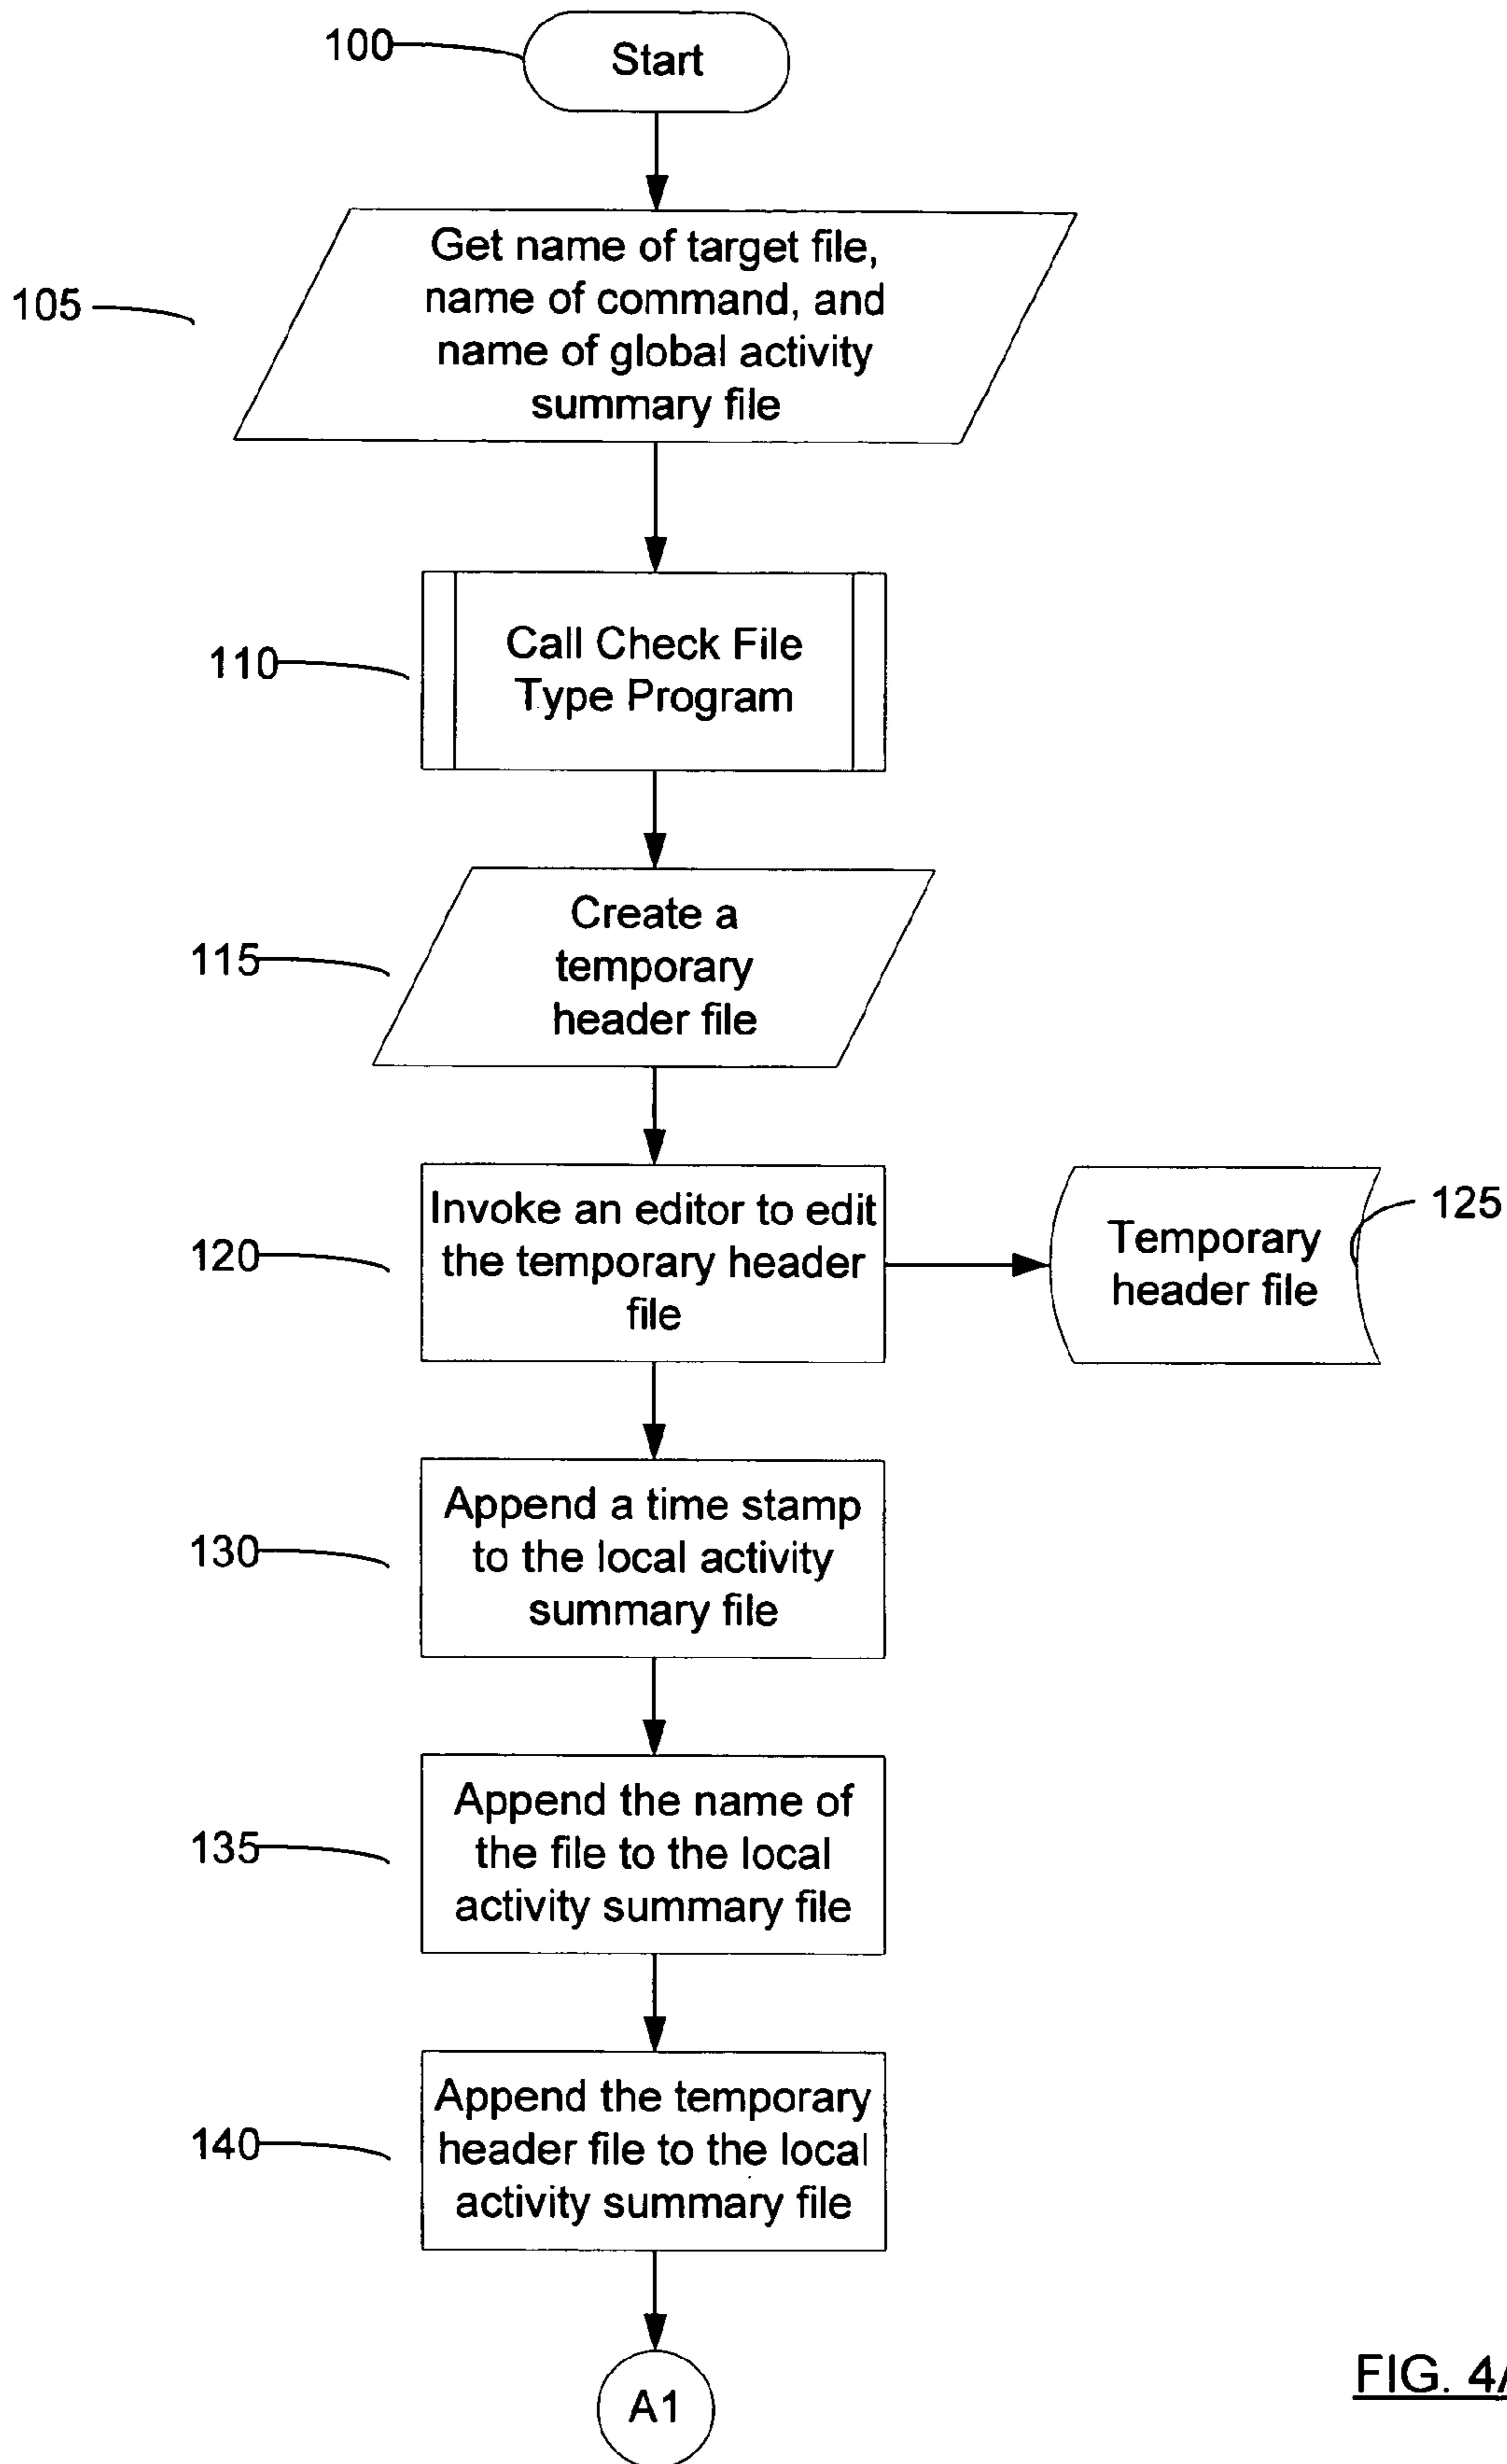 100
Start
105
Get name of target file,
name of command, and
name of global activity
summary file
110
Call Check File
Type Program
115
Create a
temporary
header file
120
Invoke an editor to edit
the temporary header
file
Temporary
header file
125
130
Append a time stamp
to the local activity
summary file
135
Append the name of
the file to the local
activity summary file
140
Append the temporary
header file to the local
activity summary file
A1
FIG. 4A